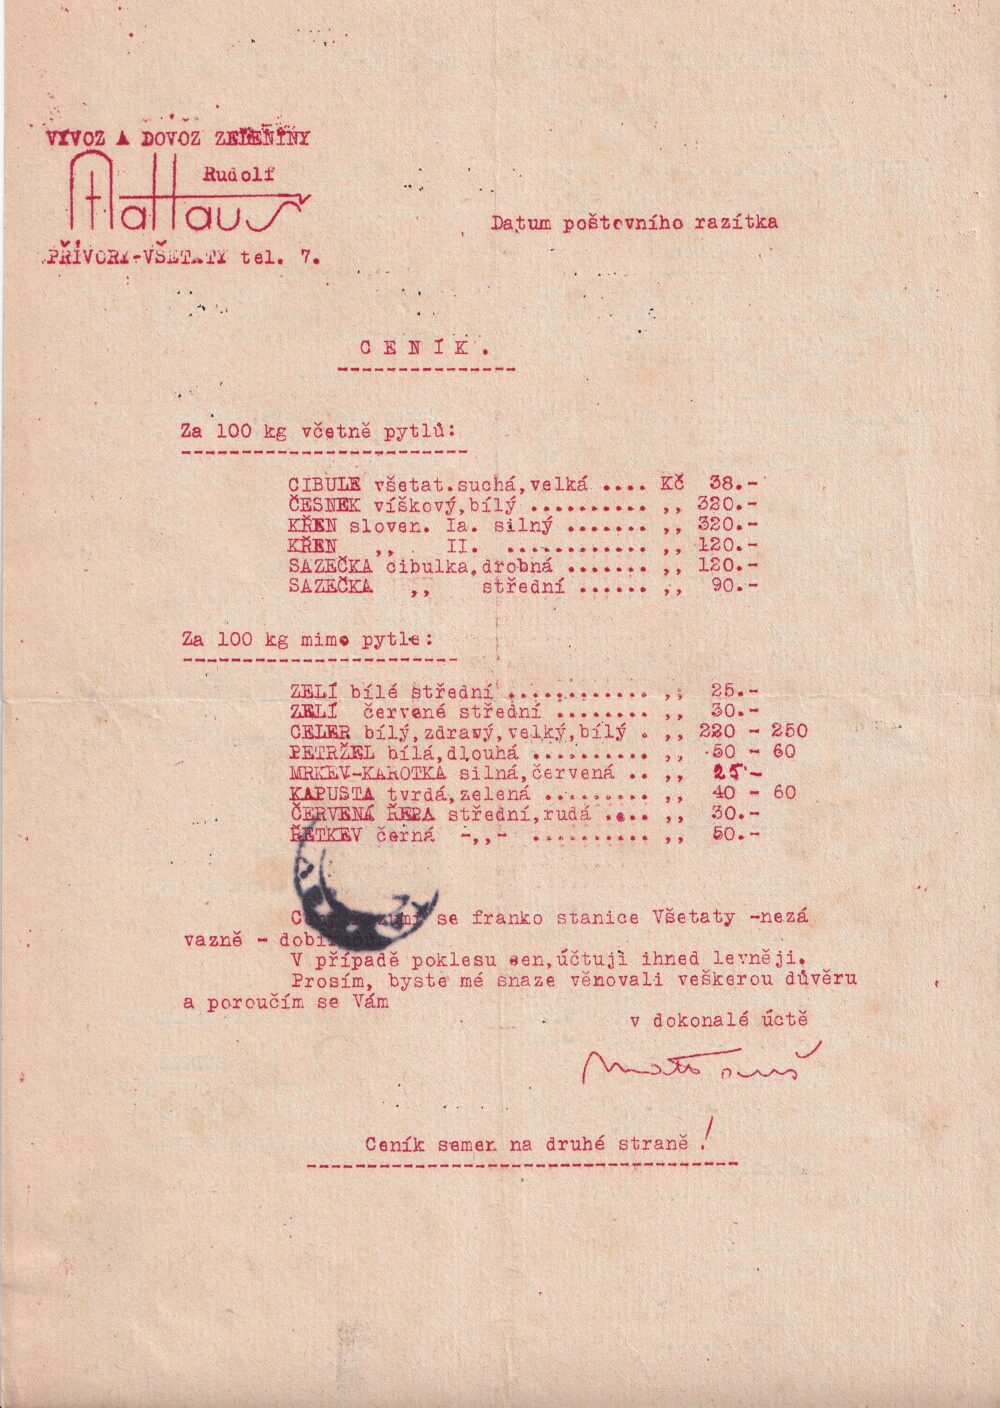 VÝVOZ A DOVOZ ZELENINY
Rudolf
Mattauš
PŘÍVORY-VŠETATY tel. 7.
Datum poštovního razítka
CENÍK.
Za 100 kg včetně pytlů:
CIBULE všetat.suchá,velká .... Kč 38.-
ČESNEK víškový,bílý .......... ,, 320.-
KŘEN sloven. Ia. silný ....... ,, 320.-
KŘEN ,, II. ............ ,, 120.-
SAZEČKA cibulka,drobná ....... ,, 120.-
SAZEČKA ,, střední ...... ,, 90.-
Za 100 kg mimo pytle:
ZELÍ bílé střední ............ ,, 25.-
ZELÍ červené střední ........ ,, 30.-
CELER bílý,zdravý,velký,bílý . ,, 220 - 250
PETRŽEL bílá,dlouhá ......... ,, 50 - 60
MRKEV-KAROTKA silná,červená .. ,, 25.-
KAPUSTA tvrdá,zelená ......... ,, 40 - 60
ČERVENÁ ŘEPA střední,rudá .... ,, 30.-
ŘETKEV černá -,,- .......... ,, 50.-
Ceny rozumí se franko stanice Všetaty -nezá
vazně -
V případě poklesu cen,účtuji ihned levněji.
Prosím, byste mé snaze věnovali veškerou důvěru
a poroučím se Vám
v dokonalé úctě
Mattauš
Ceník semen na druhé straně !